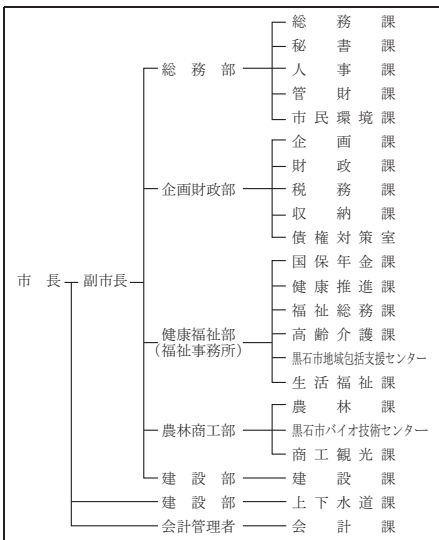 総務課
秘書課
総務部 人事課
管財課
市民環境課
企画課
財政課
企画財政部 税務課
収納課
債権対策室
国保年金課
市長 副市長 健康推進課
福祉総務課
健康福祉部 高齢介護課
(福祉事務所) 黒石市地域包括支援センター
生活福祉課
農林課
農林商工部 黒石市バイオ技術センター
商工観光課
建設部 建設課
建設部 上下水道課
会計管理者 会計課